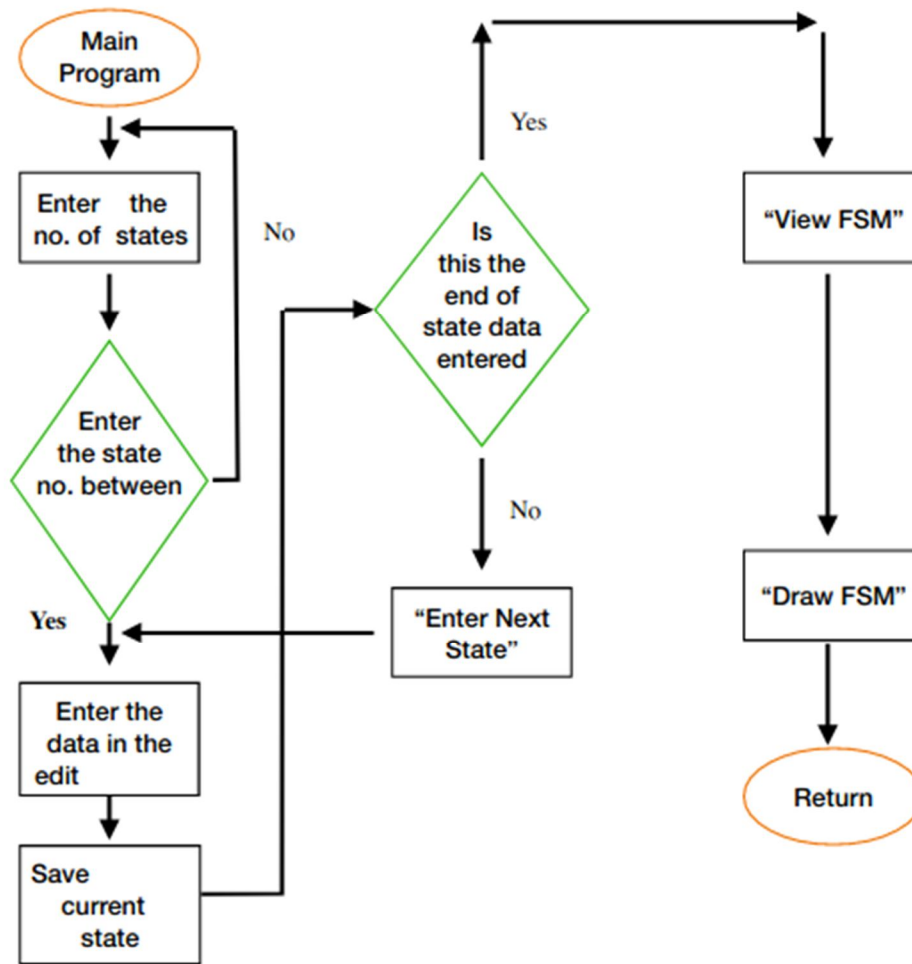 Main
Program
Enter the
no. of states
No
Enter
the state
no. between
Yes
Enter the
data in the
edit
Save
current
state
Yes
Is
this the
end of
state data
entered
No
“Enter Next
State”
“View FSM”
“Draw FSM”
Return